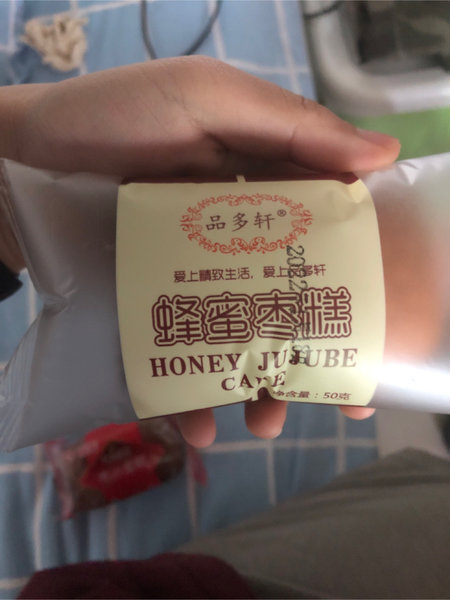 品多轩®
爱上精致生活，爱上品多轩
蜂蜜枣糕
HONEY JUJUBE
CAKE
净含量：50克